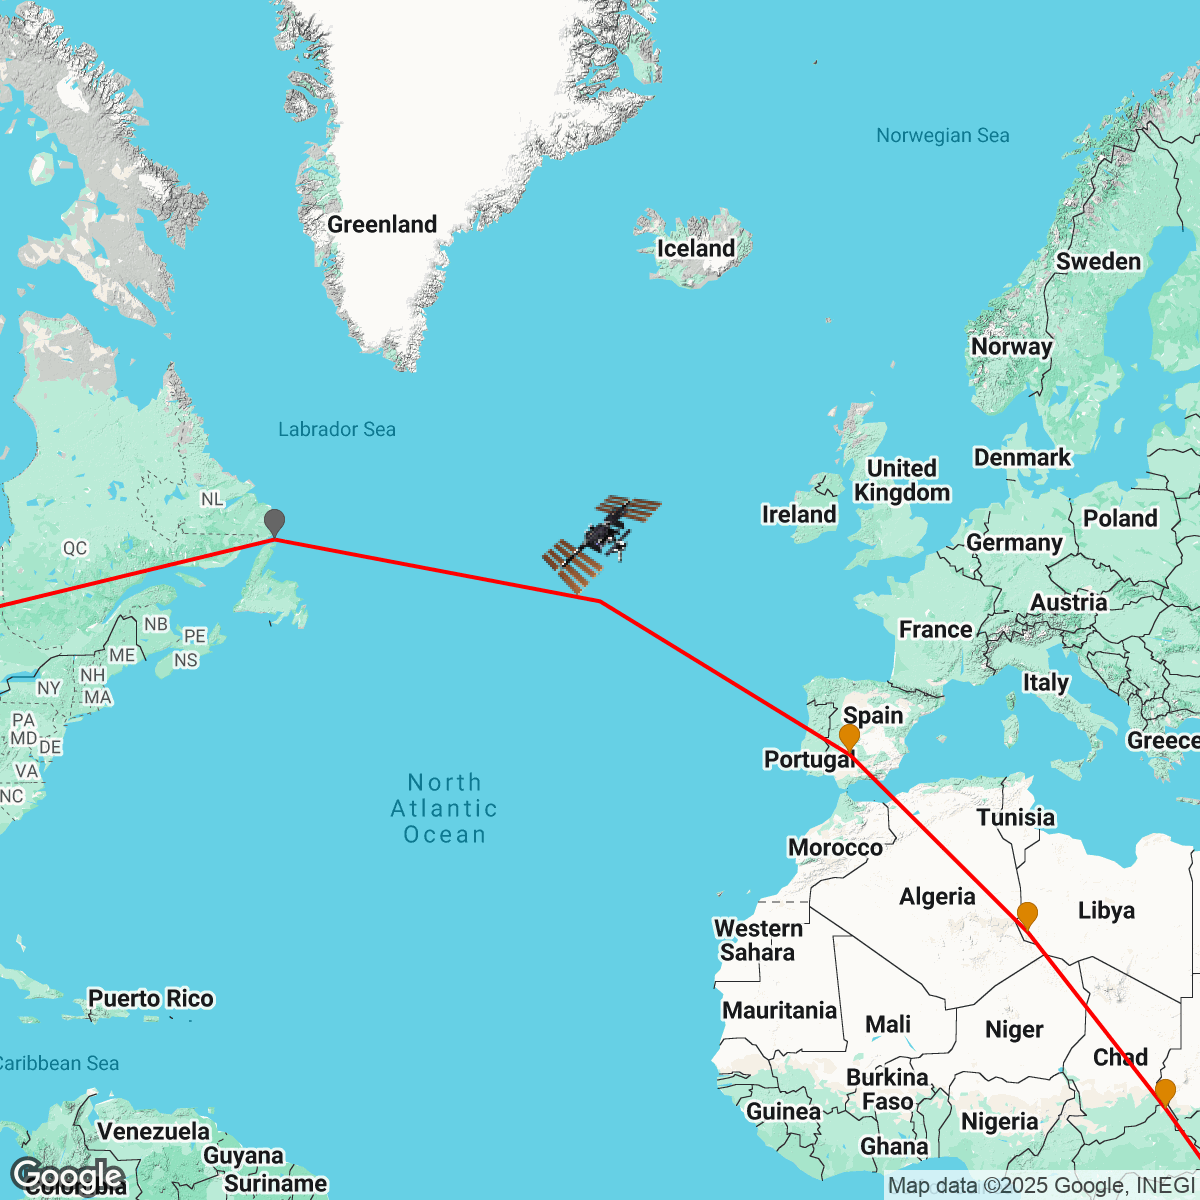 Norwegian Sea
Greenland
Iceland
Sweden
Norway
Labrador Sea
Denmark
United
Kingdom
NL
Ireland
Poland
QC
Germany
Austria
NB
France
PE
ME
NS
NH
Italy
NY
MA
Spain
PA
MD
DE
Greece
Portugal
VA
North
Atlantic
Ocean
NC
Tunisia
Morocco
Algeria
Libya
Western
Sahara
Puerto Rico
Mauritania
Mali
Niger
Chad
Caribbean Sea
Burkina
Faso
Guinea
Nigeria
Venezuela
Ghana
Guyana
Suriname
Google
Colombia
Map data ©2025 Google, INEGI